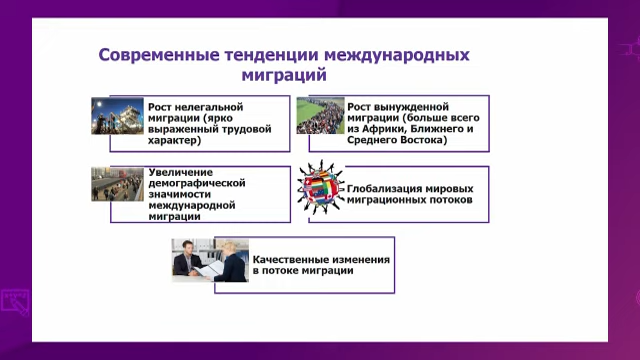 Современные тенденции международных
миграций
Рост нелегальной
миграции (ярко
выраженный трудовой
характер)
Рост вынужденной
миграции (больше всего
из Африки, Ближнего и
Среднего Востока)
Увеличение
демографической
значимости
международной
миграции
Глобализация мировых
миграционных потоков
Качественные изменения
в потоке миграции